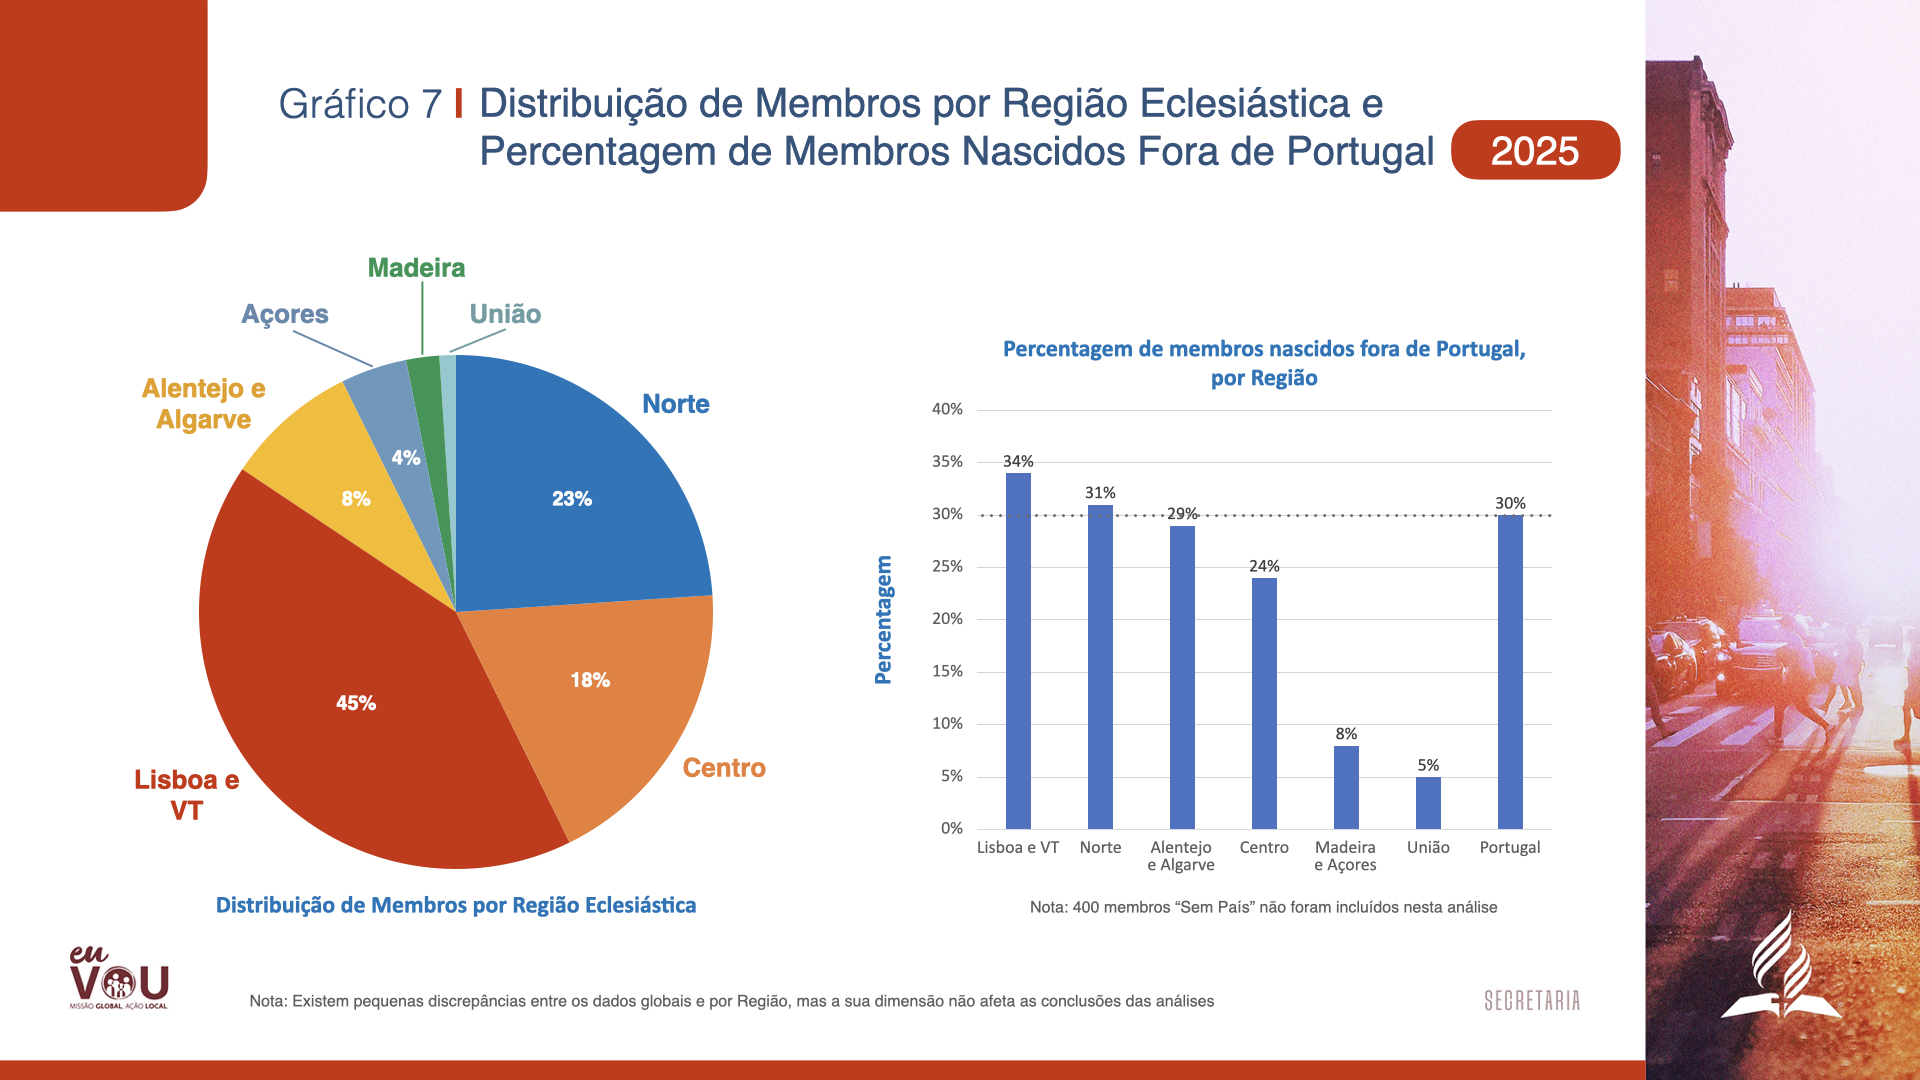 Gráfico 7 | Distribuição de Membros por Região Eclesiástica e
Percentagem de Membros Nascidos Fora de Portugal
2025
Madeira
Açores
União
Alentejo e
Algarve
Norte
4%
8%
23%
18%
45%
Centro
Lisboa e
VT
Distribuição de Membros por Região Eclesiástica
Percentagem de membros nascidos fora de Portugal,
por Região
Percentagem
40%
35%
30%
25%
20%
15%
10%
5%
0%
34%
31%
29%
24%
8%
5%
30%
Lisboa e VT
Norte
Alentejo
e Algarve
Centro
Madeira
e Açores
União
Portugal
Nota: 400 membros “Sem País” não foram incluídos nesta análise
eu
VOU
MISSÃO GLOBAL, AÇÃO LOCAL
Nota: Existem pequenas discrepâncias entre os dados globais e por Região, mas a sua dimensão não afeta as conclusões das análises
SECRETARIA